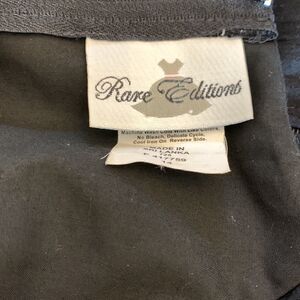 Rare Editions
Machine Wash Cold With Like Colors,
No Bleach, Delicate Cycle,
Cool Iron On Reverse Side.
MADE IN
SRI LANKA
14